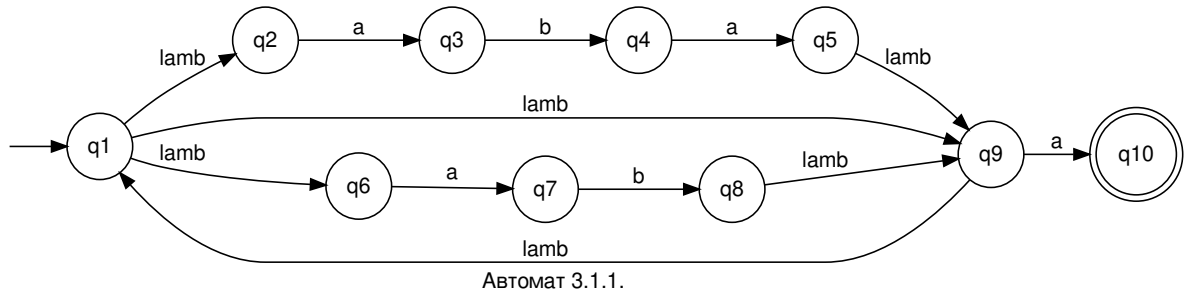 q2 a q3 b q4 a q5
lamb lamb
lamb
q1 lamb q6 a q7 b q8 lamb q9 a q10
lamb
Автомат 3.1.1.